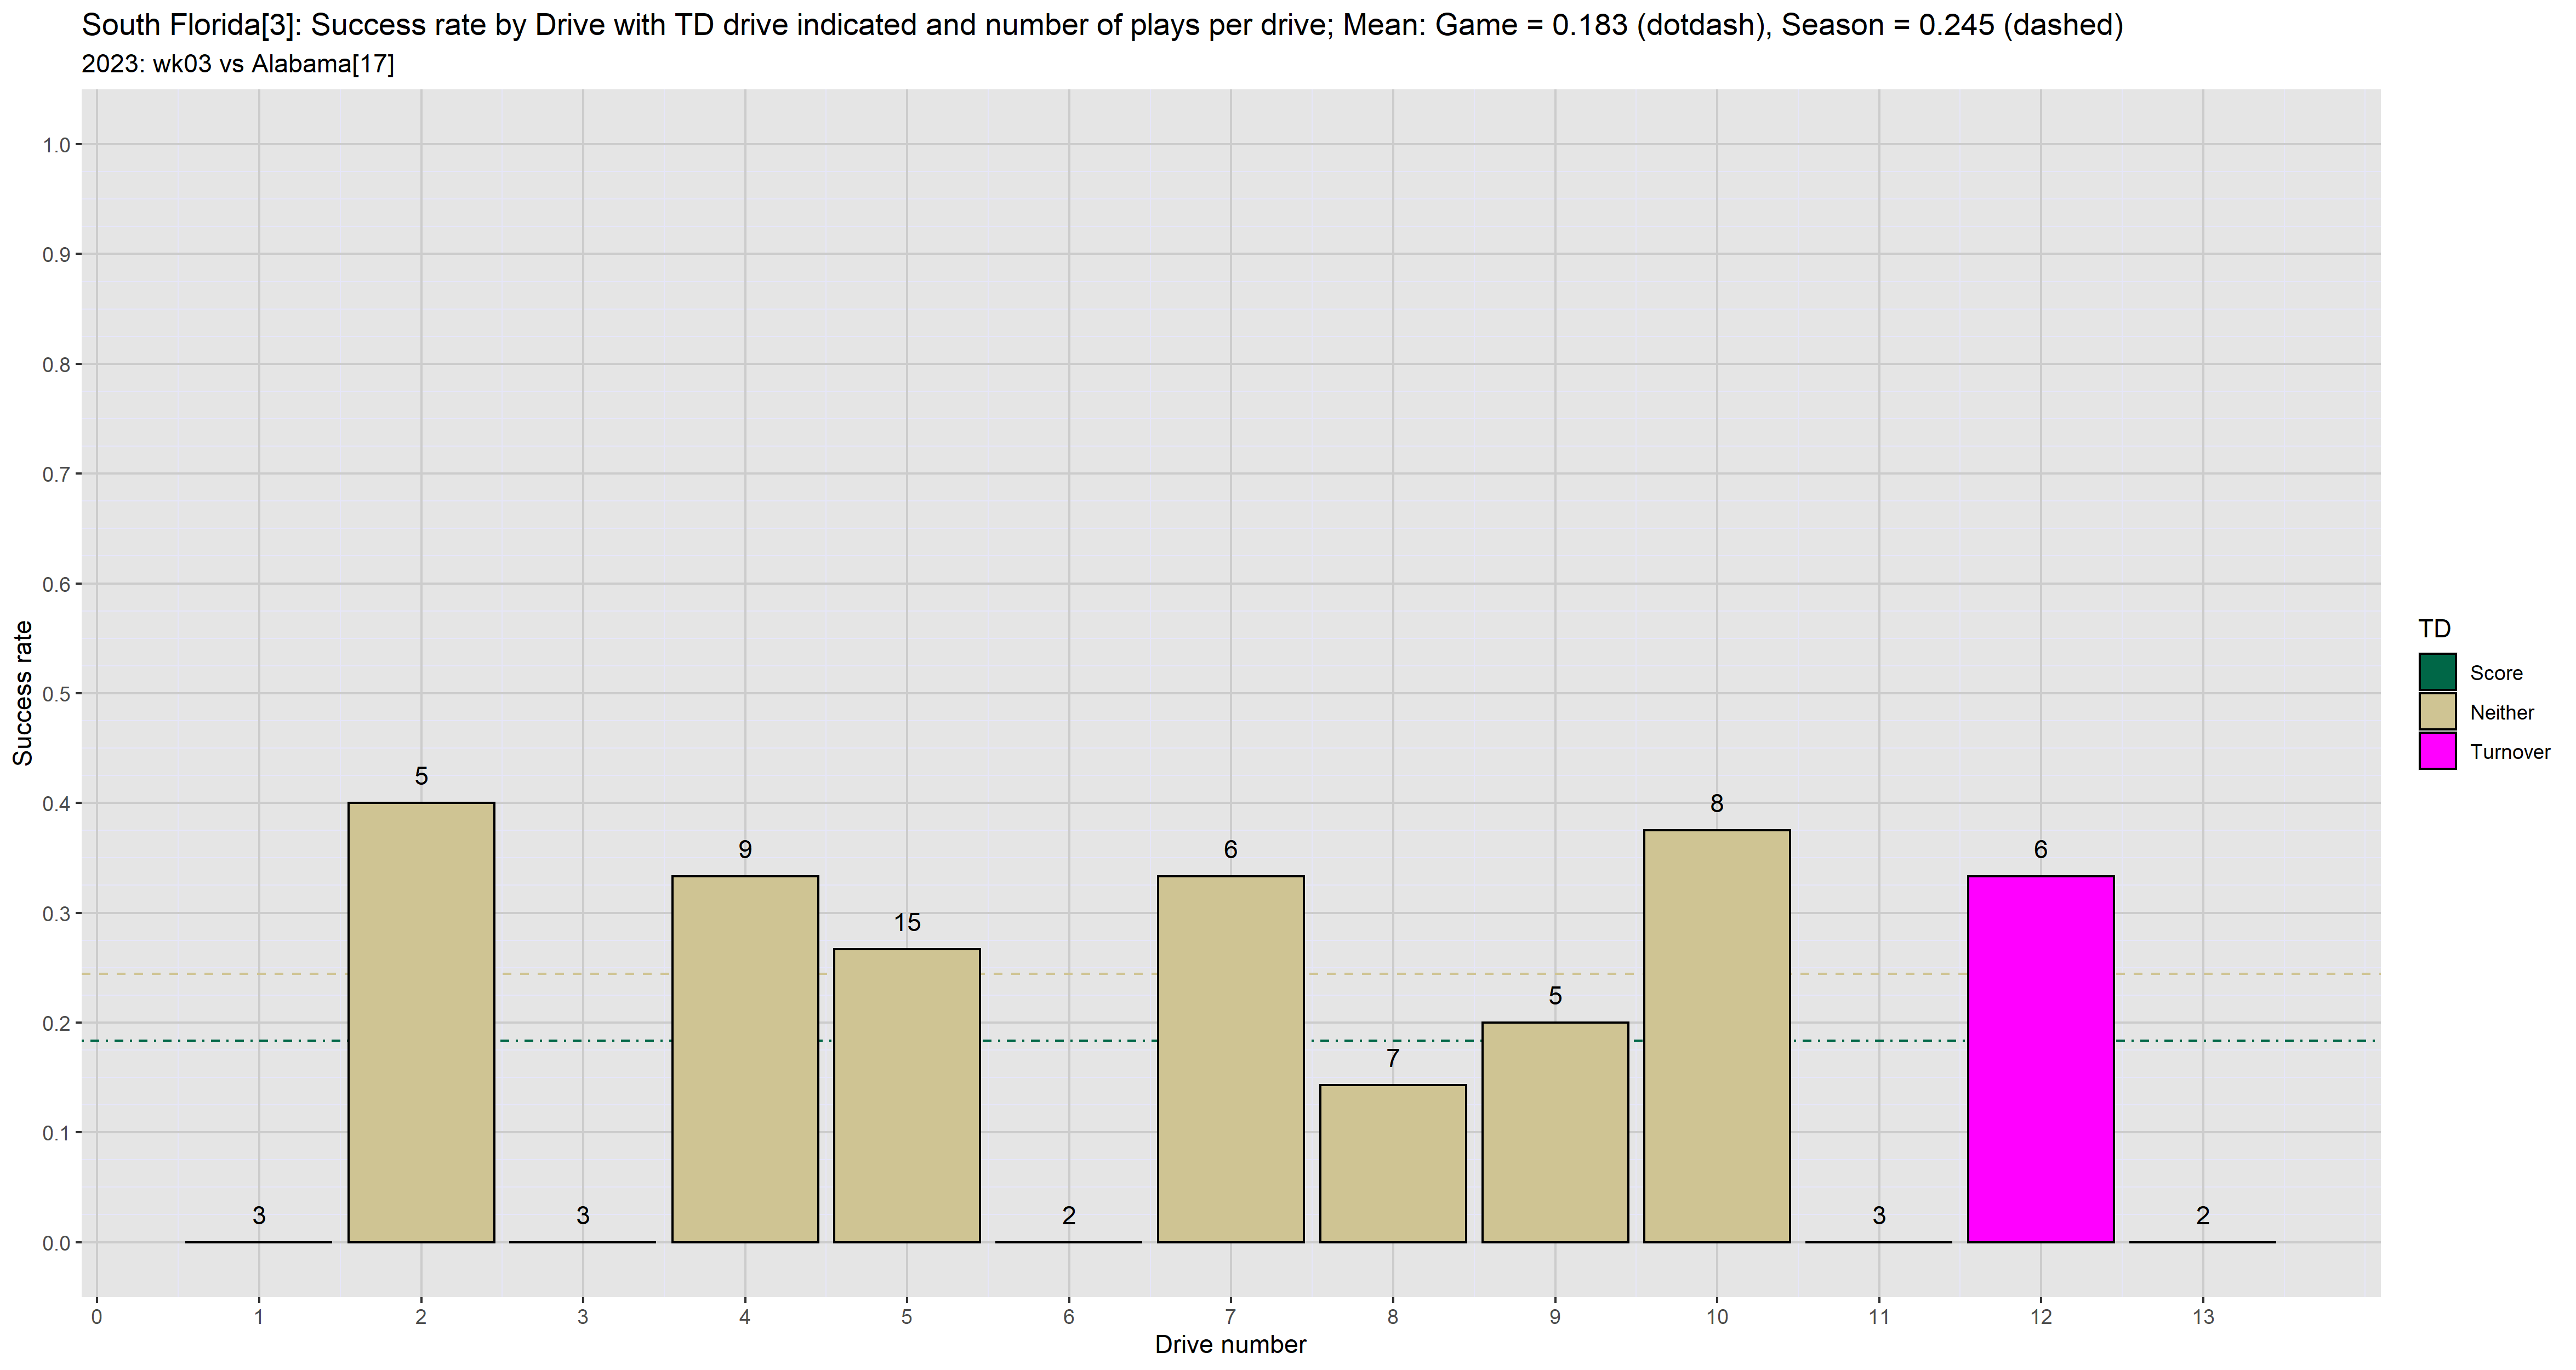 South Florida[3]: Success rate by Drive with TD drive indicated and number of plays per drive; Mean: Game = 0.183 (dotdash), Season = 0.245 (dashed)
2023: wk03 vs Alabama[17]
Success rate
1.0
0.9
0.8
0.7
0.6
0.5
0.4
0.3
0.2
0.1
0.0
3
5
3
9
15
2
6
7
5
8
3
6
2
0 1 2 3 4 5 6 7 8 9 10 11 12 13
Drive number
TD
Score
Neither
Turnover